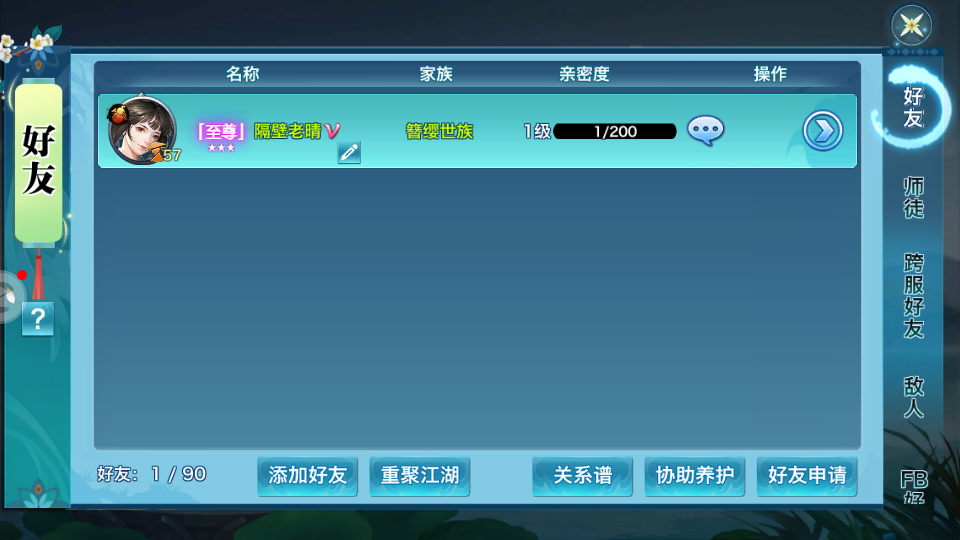 好友
?
名称 家族 亲密度 操作
57 「至尊」 隔壁老晴 V 簪缨世族 1级 1/200
好友: 1 / 90
添加好友 重聚江湖 关系谱 协助养护 好友申请
好友
师徒
跨服好友
敌人
FB好